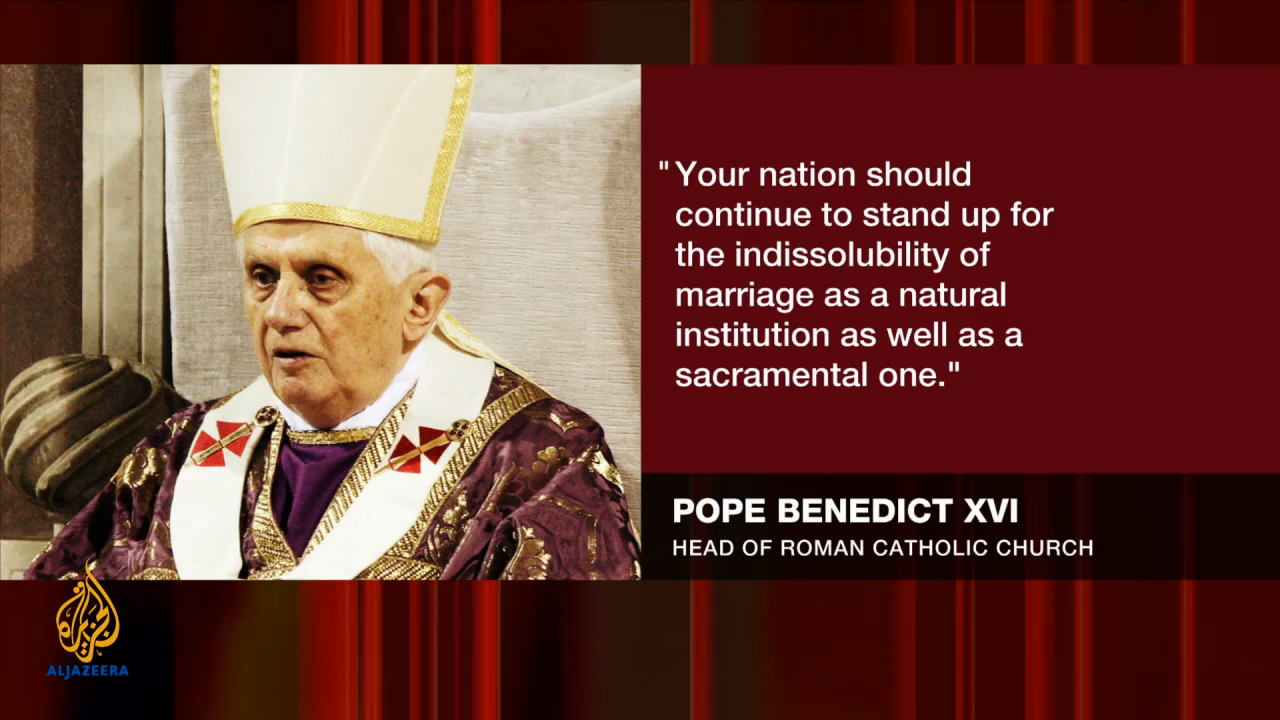 "Your nation should
continue to stand up for
the indissolubility of
marriage as a natural
institution as well as a
sacramental one."
POPE BENEDICT XVI
HEAD OF ROMAN CATHOLIC CHURCH
الجزيرة
ALJAZEERA